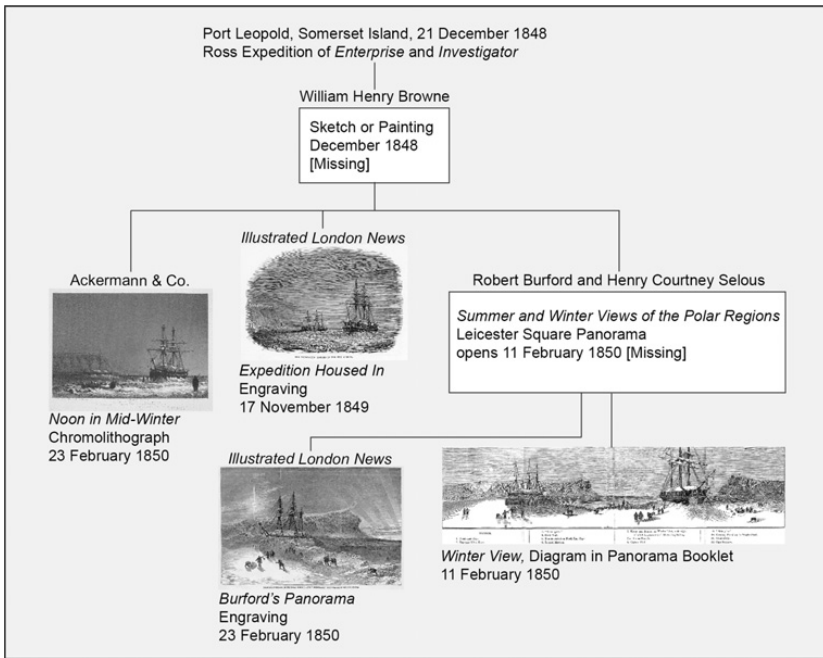 Port Leopold, Somerset Island, 21 December 1848
Ross Expedition of Enterprise and Investigator
William Henry Browne
Sketch or Painting
December 1848
[Missing]
Illustrated London News
Ackermann & Co.
Robert Burford and Henry Courtney Selous
Summer and Winter Views of the Polar Regions
Leicester Square Panorama
opens 11 February 1850 [Missing]
Expedition Housed In
Engraving
17 November 1849
Noon in Mid-Winter
Chromolithograph
23 February 1850
Illustrated London News
Winter View, Diagram in Panorama Booklet
11 February 1850
Burford's Panorama
Engraving
23 February 1850